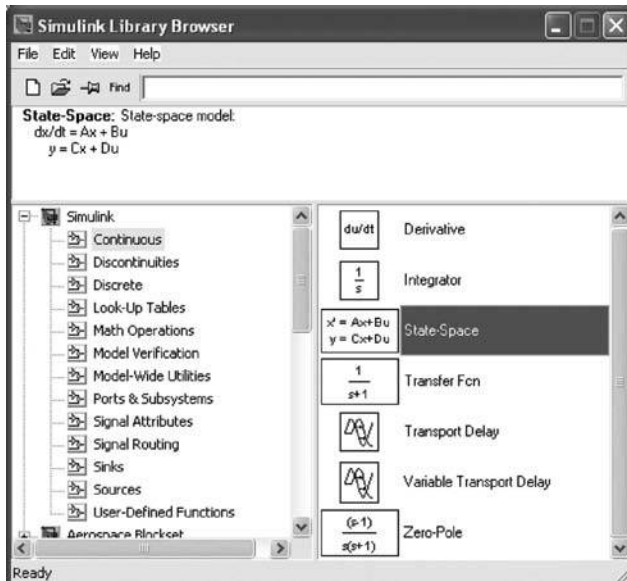 Simulink Library Browser
File Edit View Help
Find
State-Space: State-space model:
dx/dt = Ax + Bu
y = Cx + Du
Simulink
Continuous
Discontinuities
Discrete
Look-Up Tables
Math Operations
Model Verification
Model-Wide Utilities
Ports & Subsystems
Signal Attributes
Signal Routing
Sinks
Sources
User-Defined Functions
Aerospace Blockset
du/dt Derivative
1
s
Integrator
x' = Ax+Bu
y = Cx+Du
State-Space
1
s+1
Transfer Fcn
Transport Delay
Variable Transport Delay
(s-1)
s(s+1)
Zero-Pole
Ready